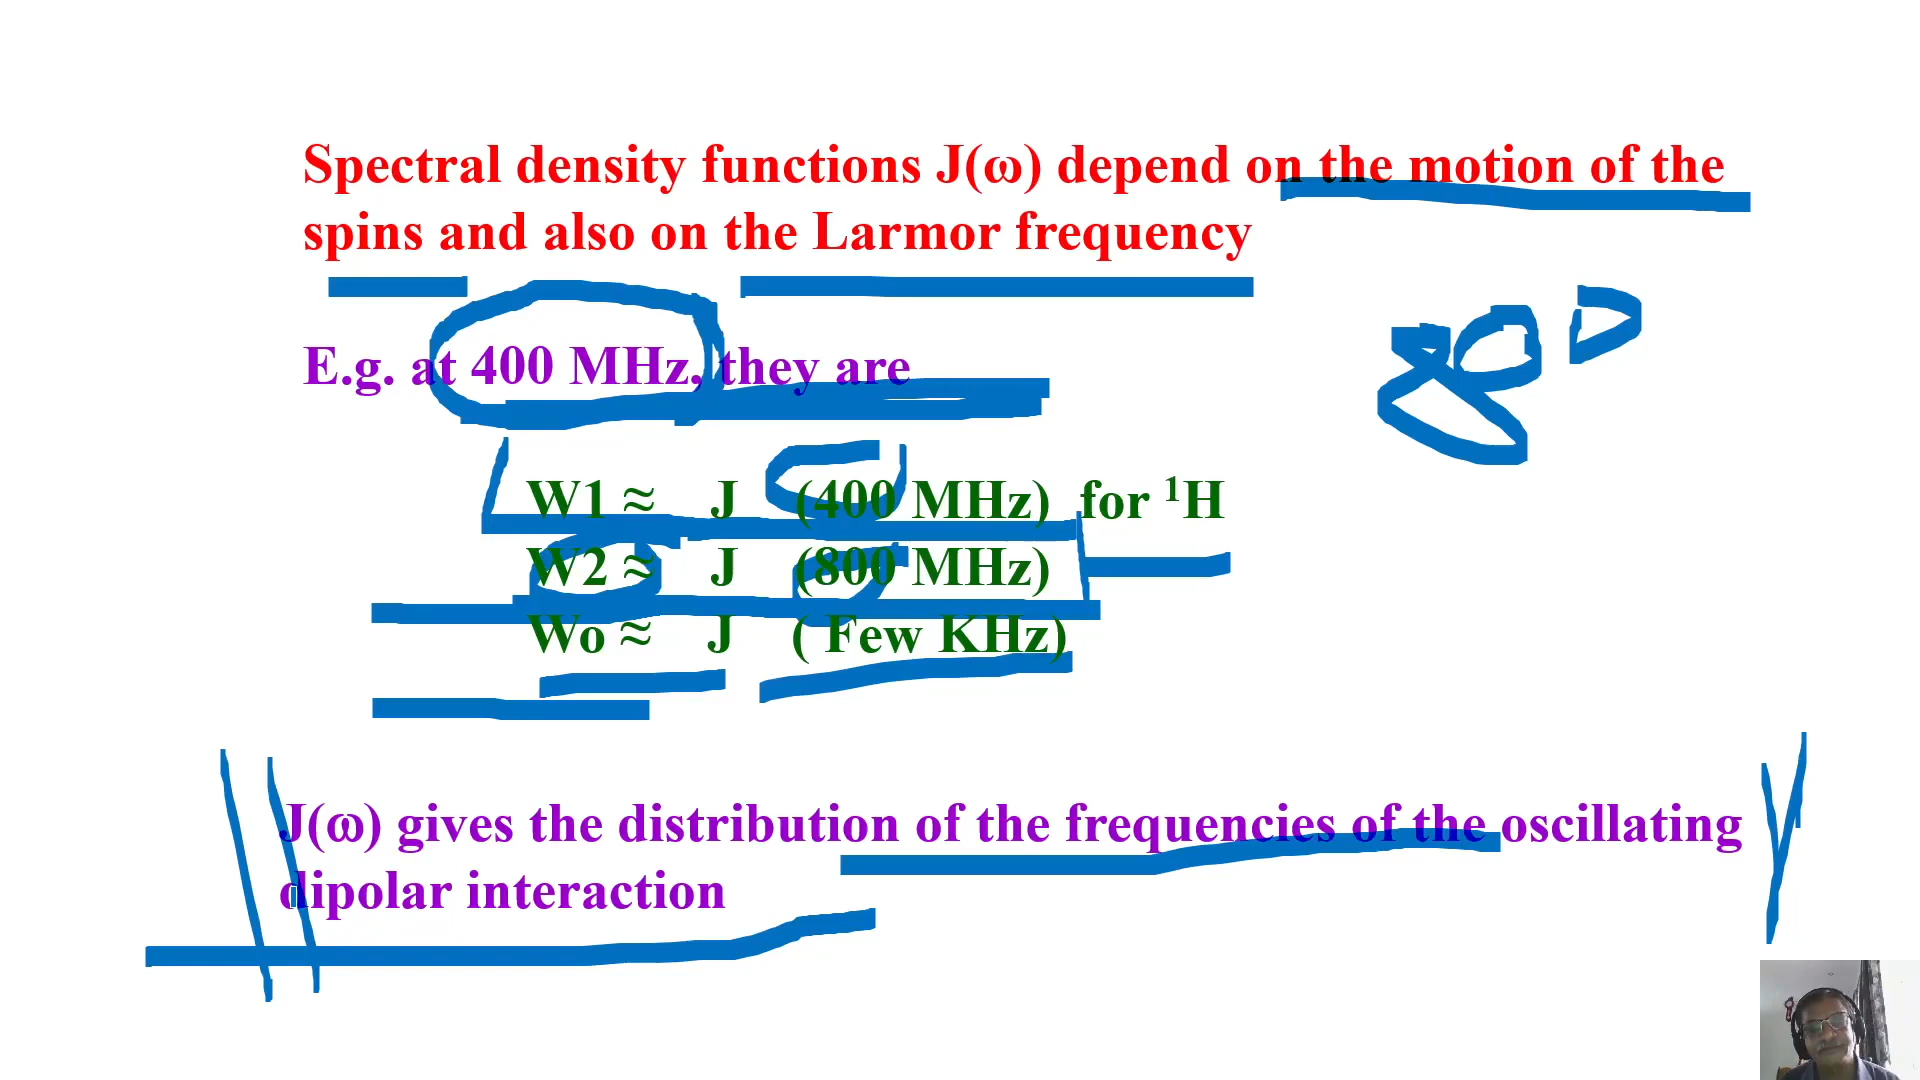 Spectral density functions J(ω) depend on the motion of the
spins and also on the Larmor frequency
E.g. at 400 MHz, they are
800
W1 ≈ J (400 MHz) for ¹H
W2 ≈ J (800 MHz)
Wo ≈ J ( Few KHz)
J(ω) gives the distribution of the frequencies of the oscillating
dipolar interaction